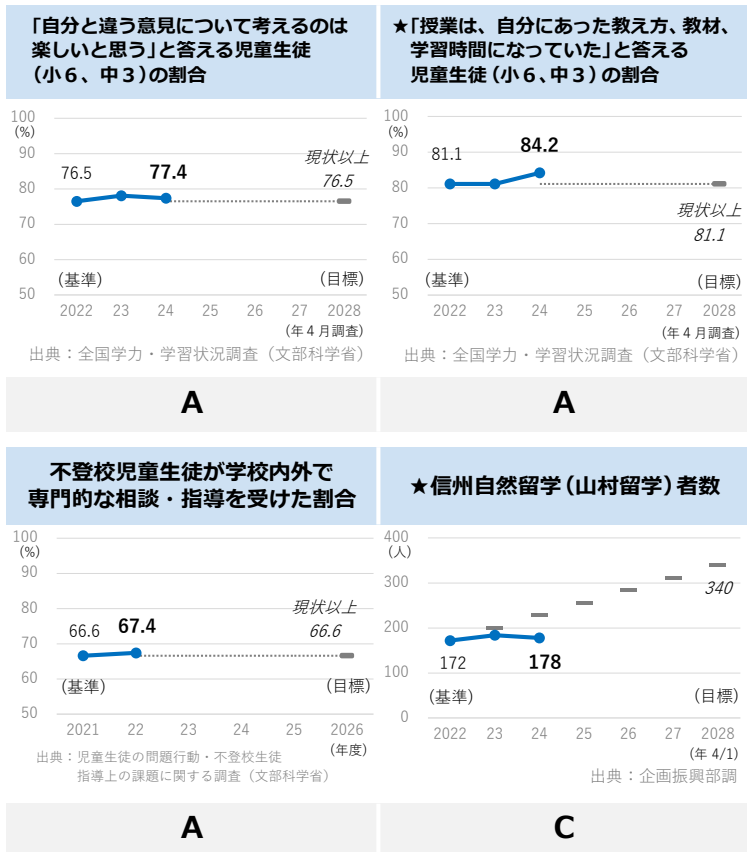 「自分と違う意見について考えるのは
楽しいと思う」と答える児童生徒
(小６、中３)の割合
100
(%)
90
80
70
60
50
76.5
77.4
現状以上
76.5
(基準)
(目標)
2022 23 24 25 26 27 2028
(年４月調査)
出典：全国学力・学習状況調査（文部科学省）
A
★「授業は、自分にあった教え方、教材、
学習時間になっていた」と答える
児童生徒(小６、中３)の割合
100
(%)
90
80
70
60
50
81.1
84.2
現状以上
81.1
(基準)
(目標)
2022 23 24 25 26 27 2028
(年４月調査)
出典：全国学力・学習状況調査（文部科学省）
A
不登校児童生徒が学校内外で
専門的な相談・指導を受けた割合
100
(%)
90
80
70
60
50
66.6
67.4
現状以上
66.6
(基準)
(目標)
2021 22 23 24 25 2026
(年度)
出典：児童生徒の問題行動・不登校生徒
指導上の課題に関する調査（文部科学省）
A
★信州自然留学(山村留学)者数
400
(人)
300
200
100
0
172
178
340
(基準)
(目標)
2022 23 24 25 26 27 2028
(年 4/1)
出典：企画振興部調
C